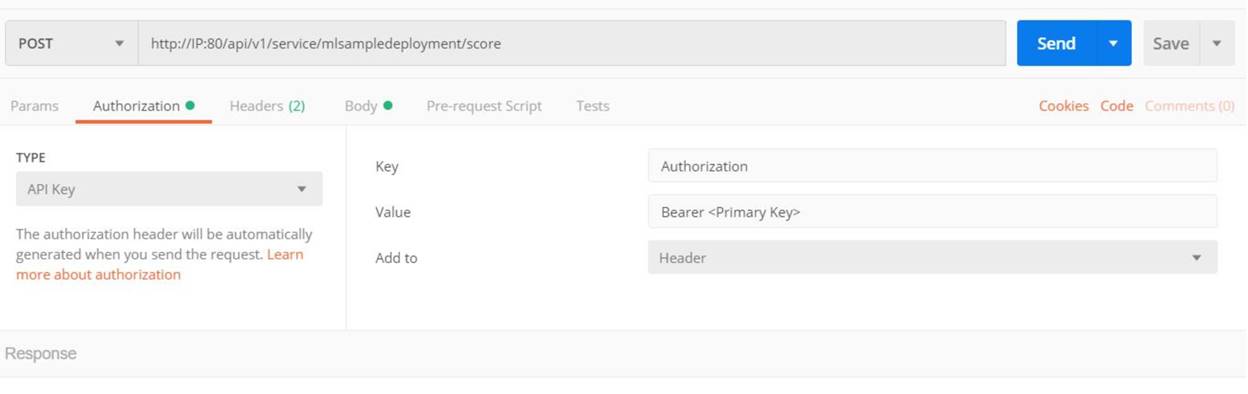 POST http://IP:80/api/v1/service/mlsampledeployment/score Send Save
Params Authorization Headers (2) Body Pre-request Script Tests Cookies Code Comments (0)
TYPE
API Key
The authorization header will be automatically
generated when you send the request. Learn
more about authorization
Key Authorization
Value Bearer <Primary Key>
Add to Header
Response